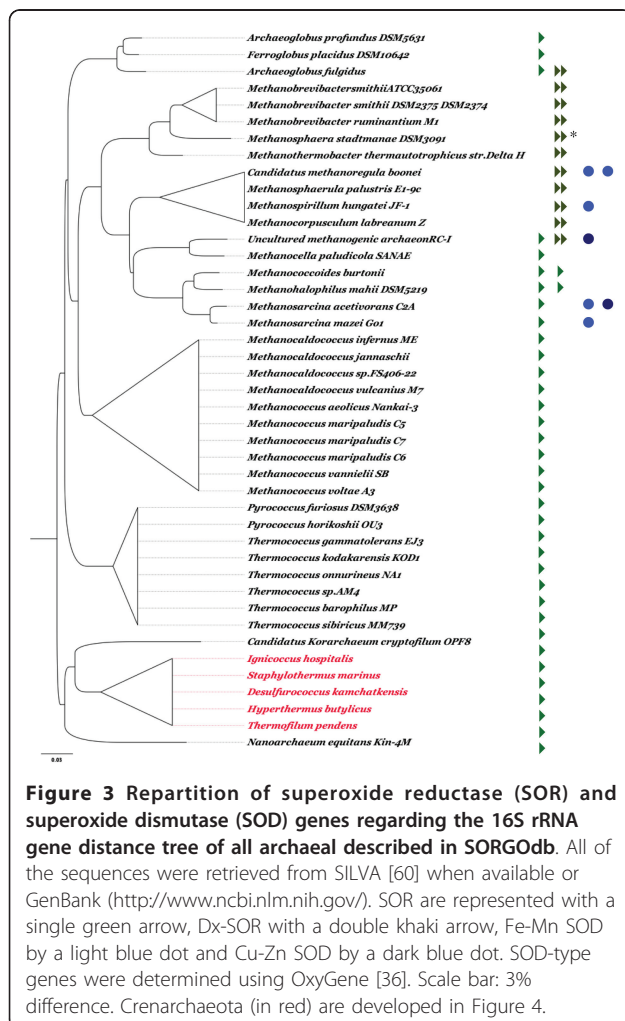 Archaeoglobus profundus DSM5631
Ferroglobus placidus DSM10642
Archaeoglobus fulgidus
MethanobrevibactersmithiiATCC35061
Methanobrevibacter smithii DSM2375 DSM2374
Methanobrevibacter ruminantium M1
Methanosphaera stadtmanae DSM3091 *
Methanothermobacter thermautotrophicus str.Delta H
Candidatus methanoregula boonei
Methanosphaerula palustris E1-9c
Methanospirillum hungatei JF-1
Methanocorpusculum labreanum Z
Uncultured methanogenic archaeonRC-I
Methanocella paludicola SANAE
Methanococcoides burtonii
Methanohalophilus mahii DSM5219
Methanosarcina acetivorans C2A
Methanosarcina mazei Go1
Methanocaldococcus infernus ME
Methanocaldococcus jannaschii
Methanocaldococcus sp.FS406-22
Methanocaldococcus vulcanius M7
Methanococcus aeolicus Nankai-3
Methanococcus maripaludis C5
Methanococcus maripaludis C7
Methanococcus maripaludis C6
Methanococcus vannielii SB
Methanococcus voltae A3
Pyrococcus furiosus DSM3638
Pyrococcus horikoshii OU3
Thermococcus gammatolerans EJ3
Thermococcus kodakarensis KOD1
Thermococcus onnurineus NA1
Thermococcus sp.AM4
Thermococcus barophilus MP
Thermococcus sibiricus MM739
Candidatus Korarchaeum cryptofilum OPF8
Ignicoccus hospitalis
Staphylothermus marinus
Desulfurococcus kamchatkensis
Hyperthermus butylicus
Thermofilum pendens
Nanoarchaeum equitans Kin-4M
0.03
Figure 3 Repartition of superoxide reductase (SOR) and
superoxide dismutase (SOD) genes regarding the 16S rRNA
gene distance tree of all archaeal described in SORGOdb. All of
the sequences were retrieved from SILVA [60] when available or
GenBank (http://www.ncbi.nlm.nih.gov/). SOR are represented with a
single green arrow, Dx-SOR with a double khaki arrow, Fe-Mn SOD
by a light blue dot and Cu-Zn SOD by a dark blue dot. SOD-type
genes were determined using OxyGene [36]. Scale bar: 3%
difference. Crenarchaeota (in red) are developed in Figure 4.